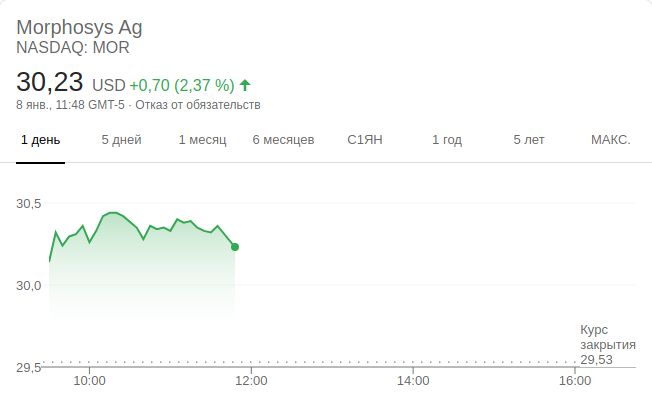 Morphosys Ag
NASDAQ: MOR
30,23 USD +0,70 (2,37 %)
8 янв., 11:48 GMT-5 · Отказ от обязательств
1 день 5 дней 1 месяц 6 месяцев С1ЯН 1 год 5 лет МАКС.
30,5
30,0
Курс
закрытия
29,53
29,5
10:00 12:00 14:00 16:00